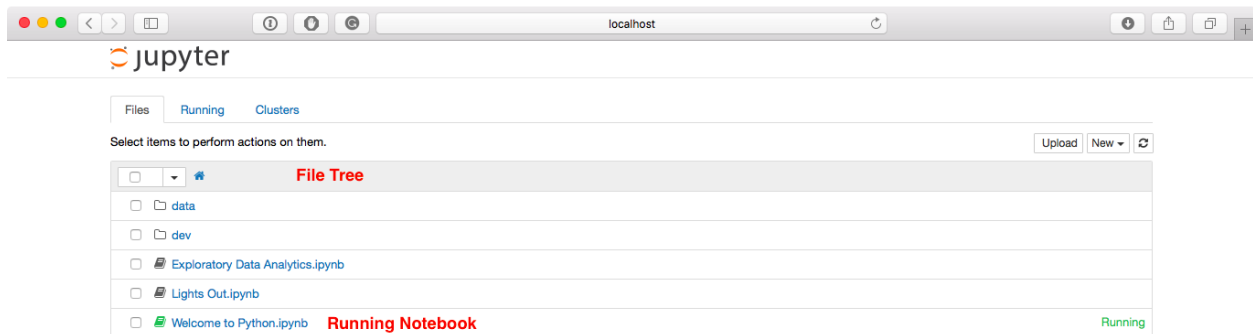 localhost
jupyter
Files Running Clusters
Select items to perform actions on them. Upload New
File Tree
data
dev
Exploratory Data Analytics.ipynb
Lights Out.ipynb
Welcome to Python.ipynb Running Notebook Running